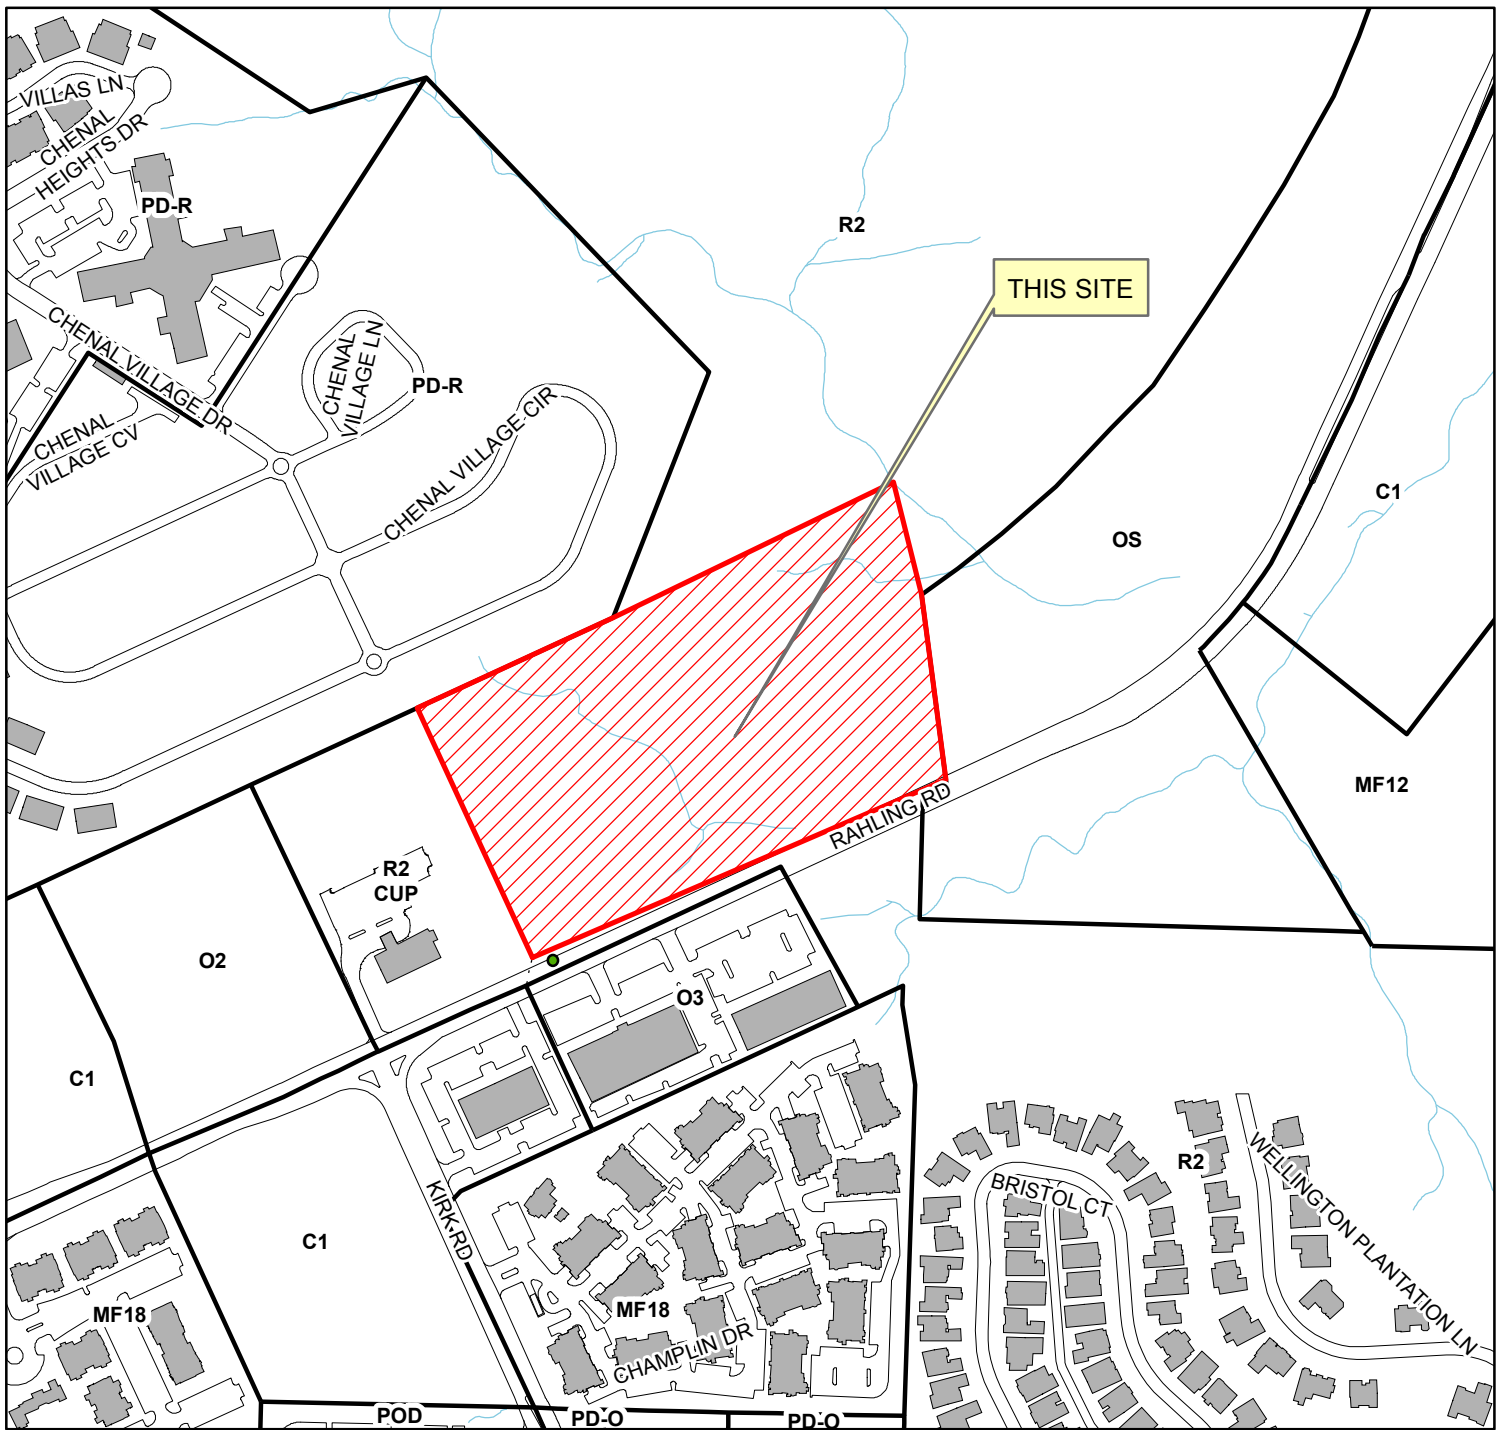 VILLAS LN
CHENAL
HEIGHTS DR
PD-R
R2
THIS SITE
CHENAL VILLAGE DR
CHENAL
VILLAGE LN
PD-R
CHENAL VILLAGE CIR
CHENAL
VILLAGE CV
C1
OS
MF12
RAHLING RD
R2
CUP
O2
O3
C1
KIRK RD
C1
MF18
MF18
CHAMPLIN DR
R2
BRISTOL CT
WELLINGTON PLANTATION LN
POD
PD-O
PD-O